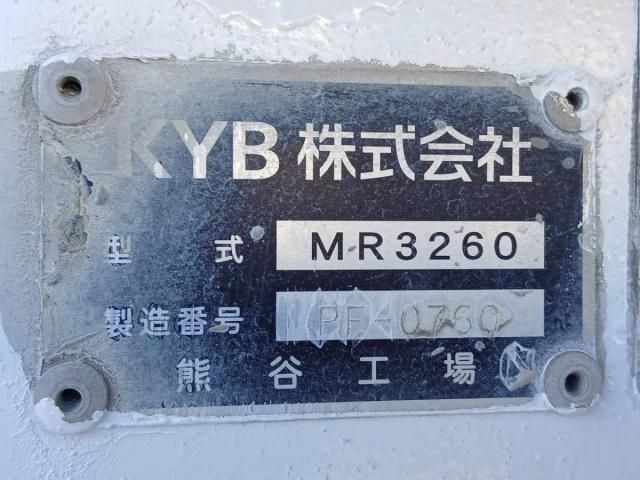 KYB 株式会社
型 式 MR3260
製造番号 PF-0760
熊 谷 工 場